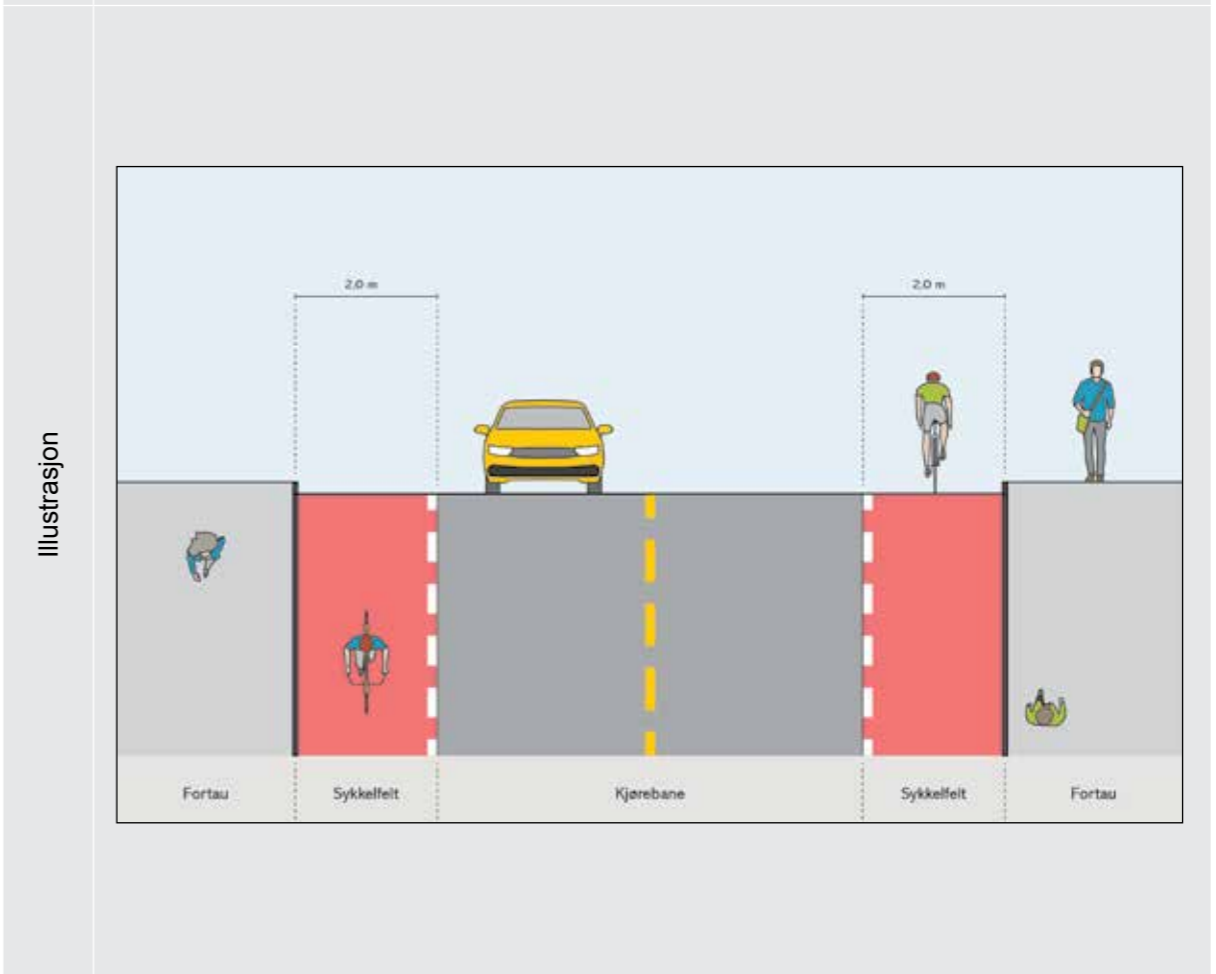 Illustrasjon
2,0 m
2,0 m
Fortau
Sykkelfelt
Kjørebane
Sykkelfelt
Fortau